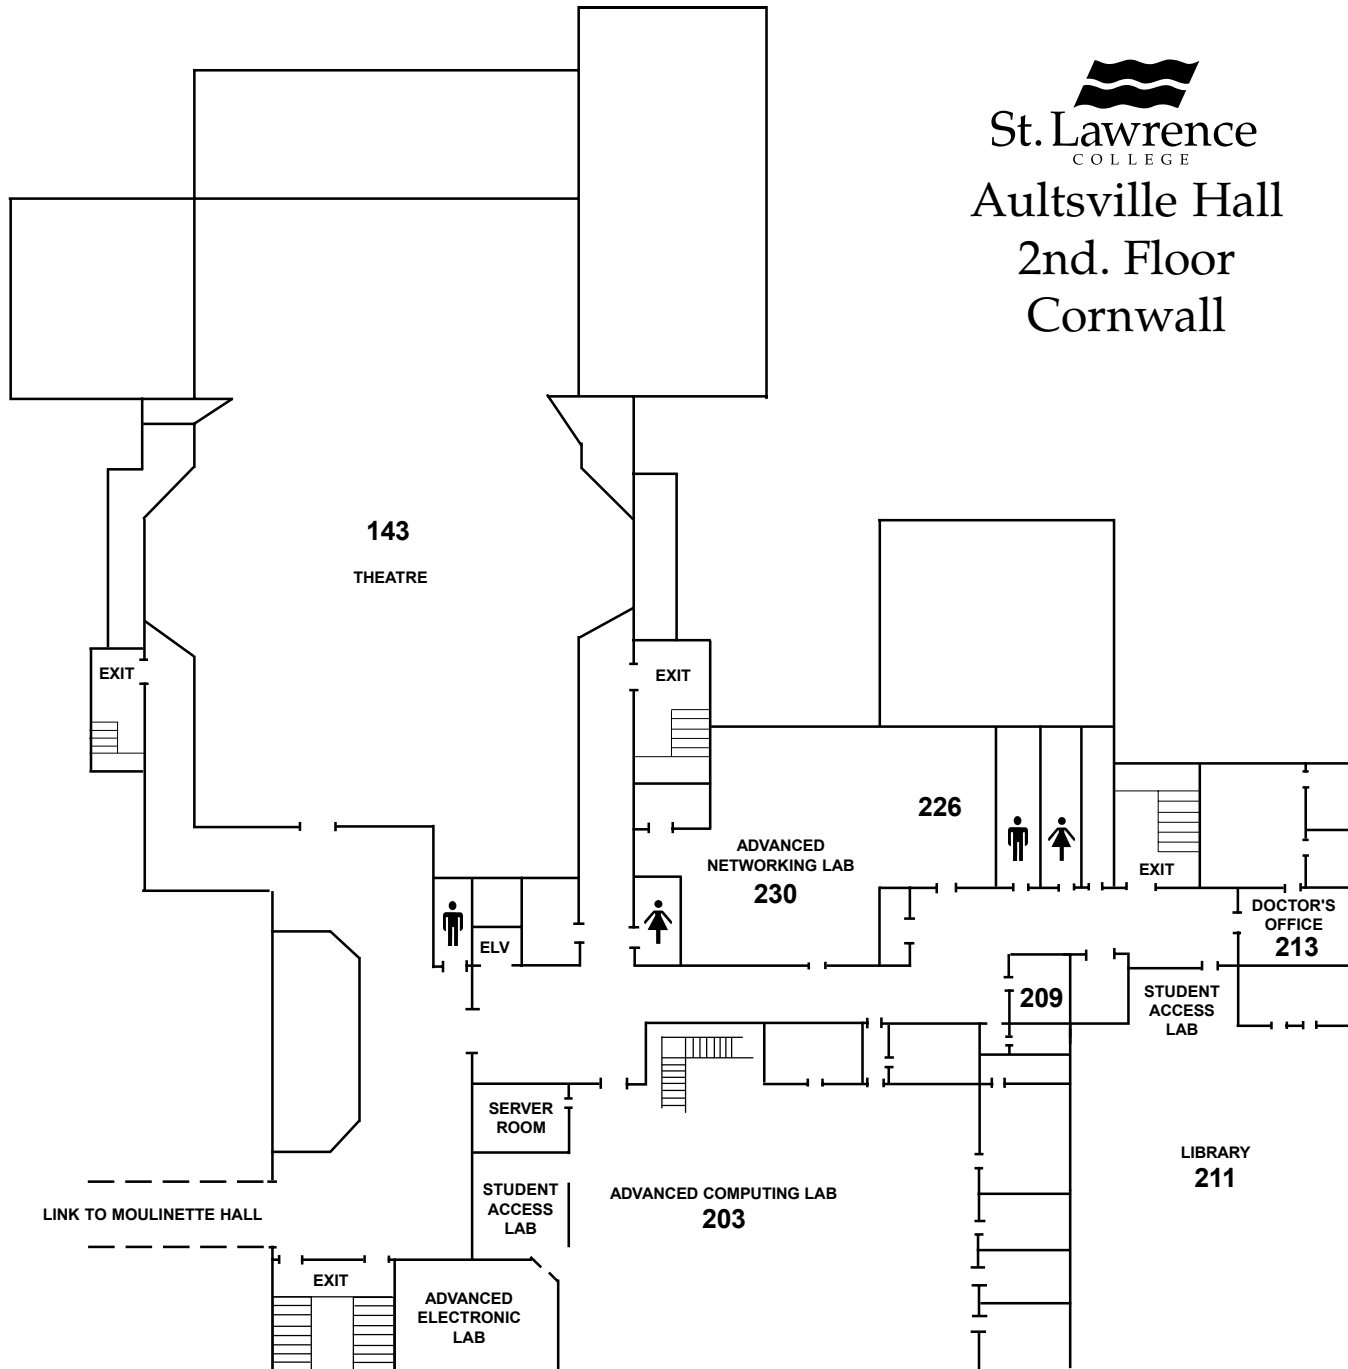 St. Lawrence
COLLEGE
Aultsville Hall
2nd. Floor
Cornwall
143
THEATRE
EXIT
EXIT
226
ADVANCED
NETWORKING LAB
230
EXIT
DOCTOR'S
OFFICE
213
ELV
209
STUDENT
ACCESS
LAB
SERVER
ROOM
LIBRARY
211
STUDENT
ACCESS
LAB
ADVANCED COMPUTING LAB
203
LINK TO MOULINETTE HALL
EXIT
ADVANCED
ELECTRONIC
LAB